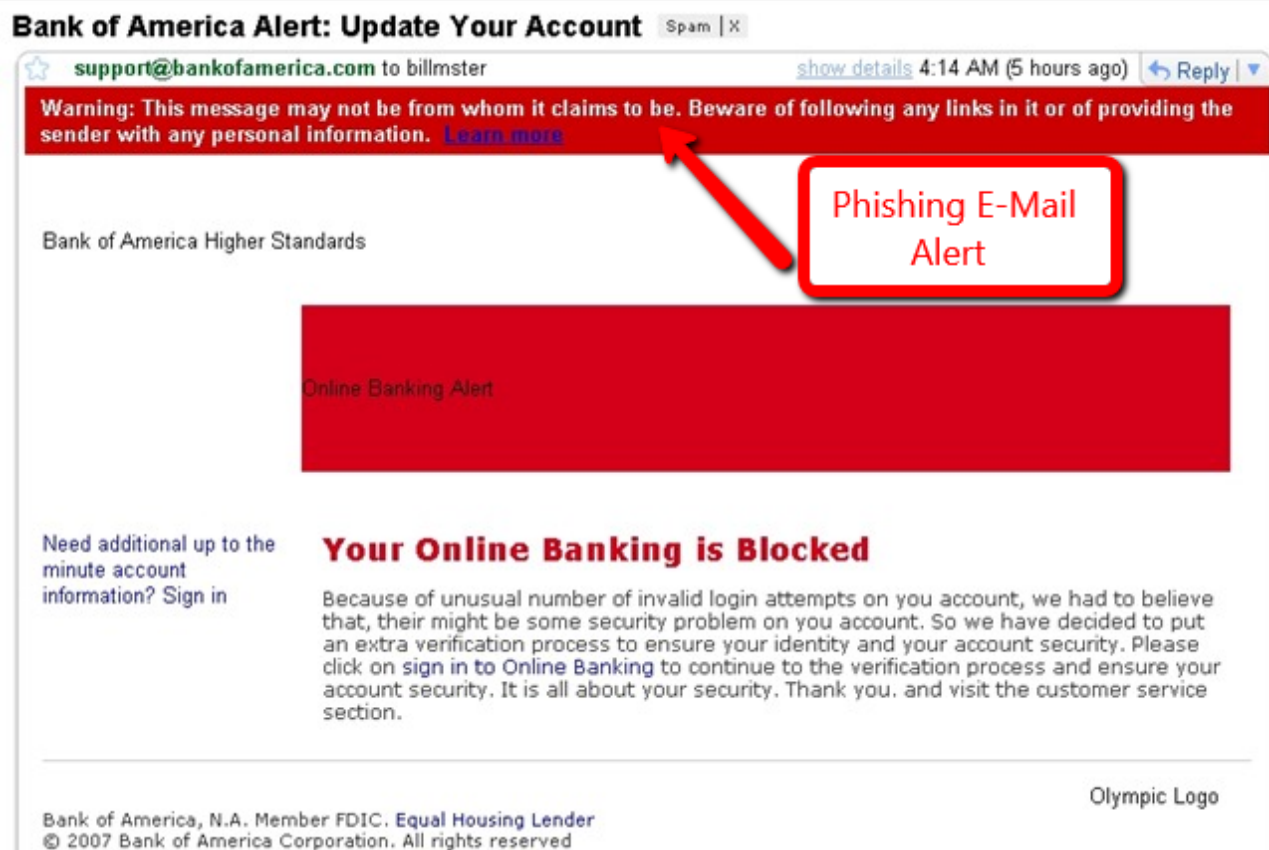 Bank of America Alert: Update Your Account Spam | X
support@bankofamerica.com to billmster show details 4:14 AM (5 hours ago) Reply
Warning: This message may not be from whom it claims to be. Beware of following any links in it or of providing the
sender with any personal information. Learn more
Phishing E-Mail
Alert
Bank of America Higher Standards
Online Banking Alert
Need additional up to the
minute account
information? Sign in
Your Online Banking is Blocked
Because of unusual number of invalid login attempts on you account, we had to believe
that, their might be some security problem on you account. So we have decided to put
an extra verification process to ensure your identity and your account security. Please
click on sign in to Online Banking to continue to the verification process and ensure your
account security. It is all about your security. Thank you. and visit the customer service
section.
Olympic Logo
Bank of America, N.A. Member FDIC. Equal Housing Lender
© 2007 Bank of America Corporation. All rights reserved